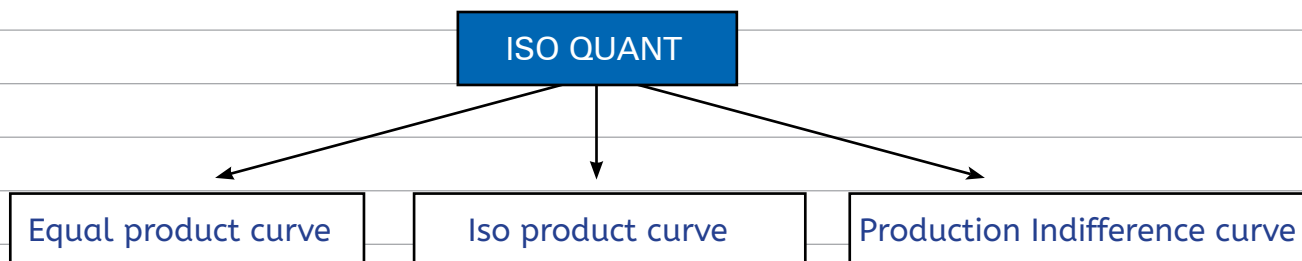 ISO QUANT
Equal product curve
Iso product curve
Production Indifference curve